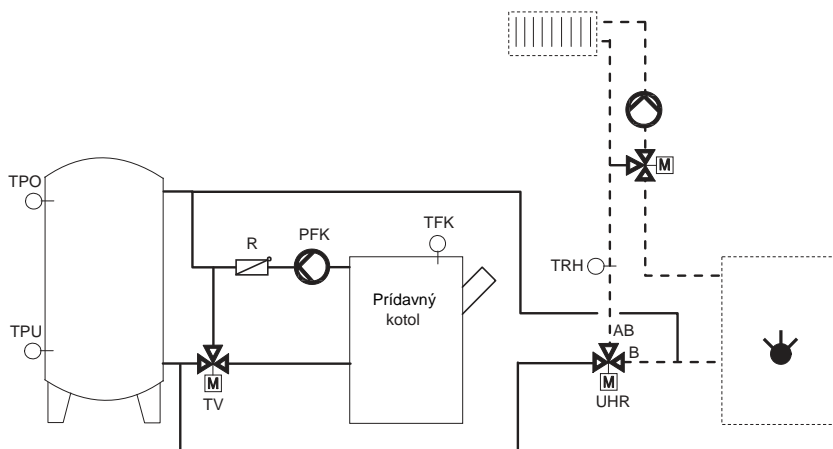 M
TPO
R
PFK
TFK
TRH
Prídavný
kotol
TPU
AB
B
M
TV
M
UHR